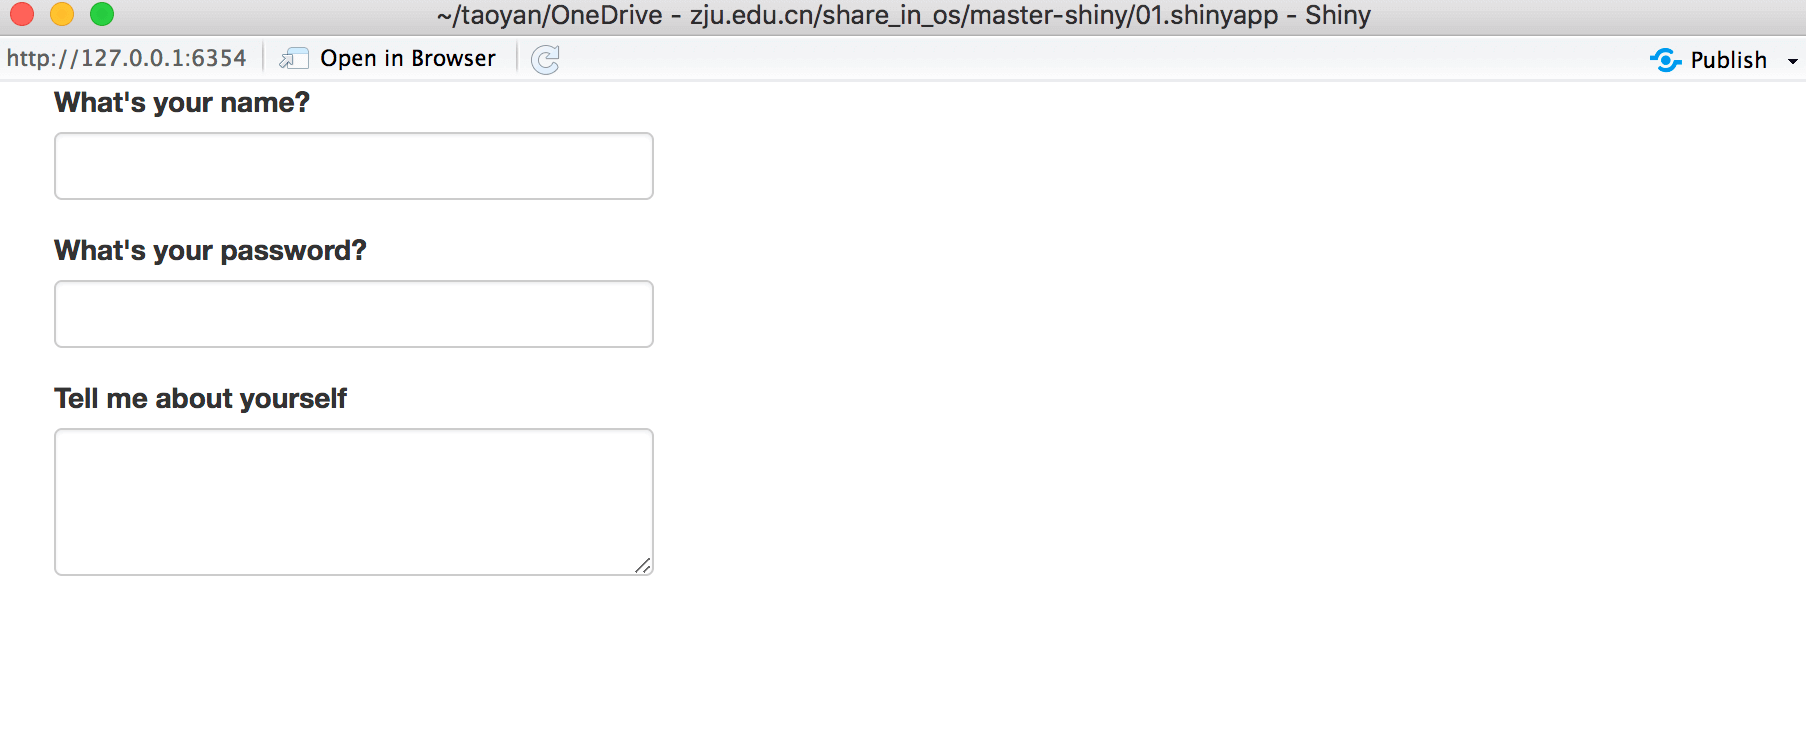 ~/taoyan/OneDrive - zju.edu.cn/share_in_os/master-shiny/01.shinyapp - Shiny
http://127.0.0.1:6354 Open in Browser Publish
What's your name?
What's your password?
Tell me about yourself